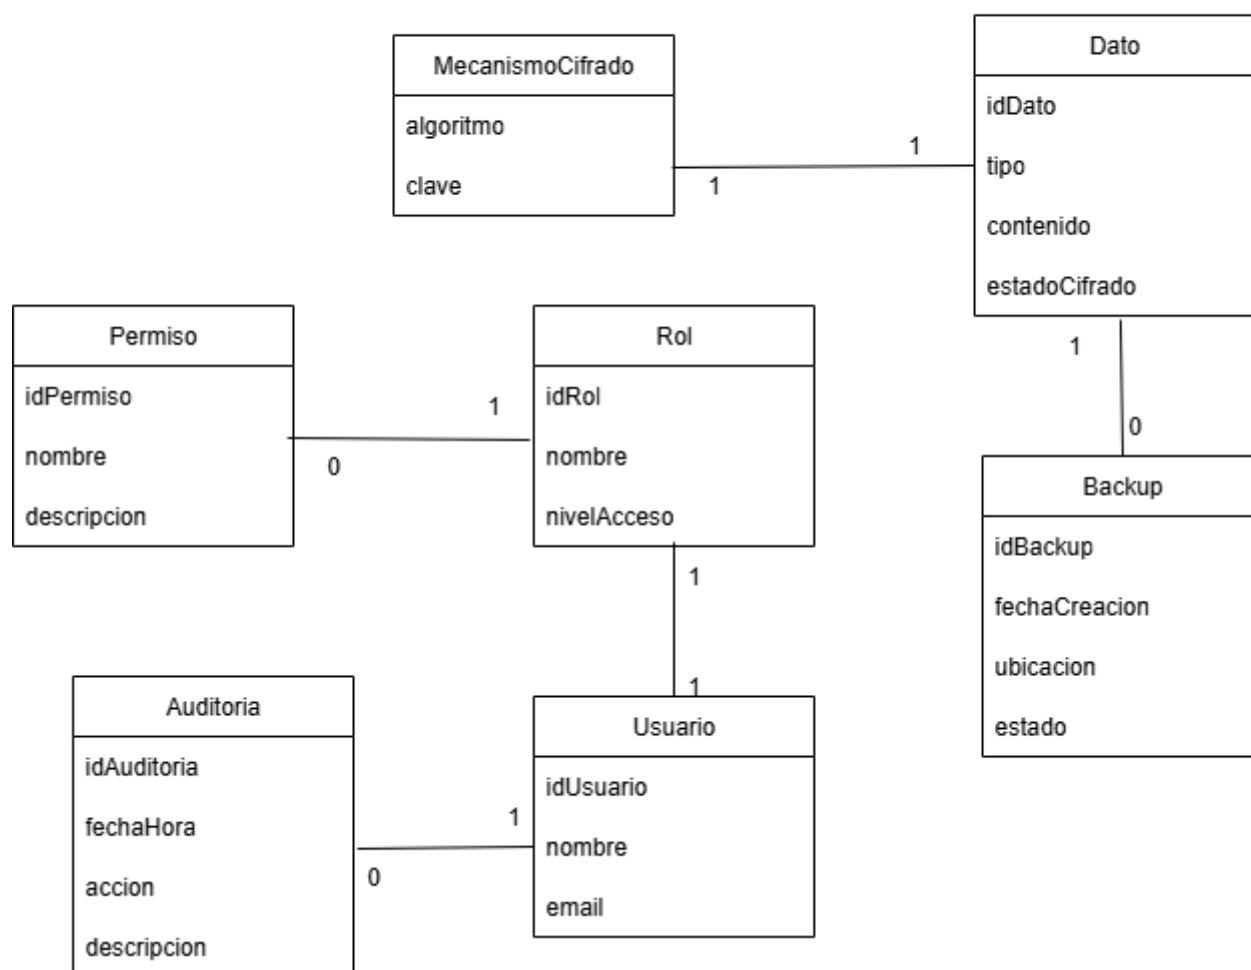 MecanismoCifrado
algoritmo
clave
1
1
Dato
idDato
tipo
contenido
estadoCifrado
1
0
Permiso
idPermiso
nombre
descripcion
0
1
Rol
idRol
nombre
nivelAcceso
1
1
Backup
idBackup
fechaCreacion
ubicacion
estado
Auditoria
idAuditoria
fechaHora
accion
descripcion
0
1
Usuario
idUsuario
nombre
email